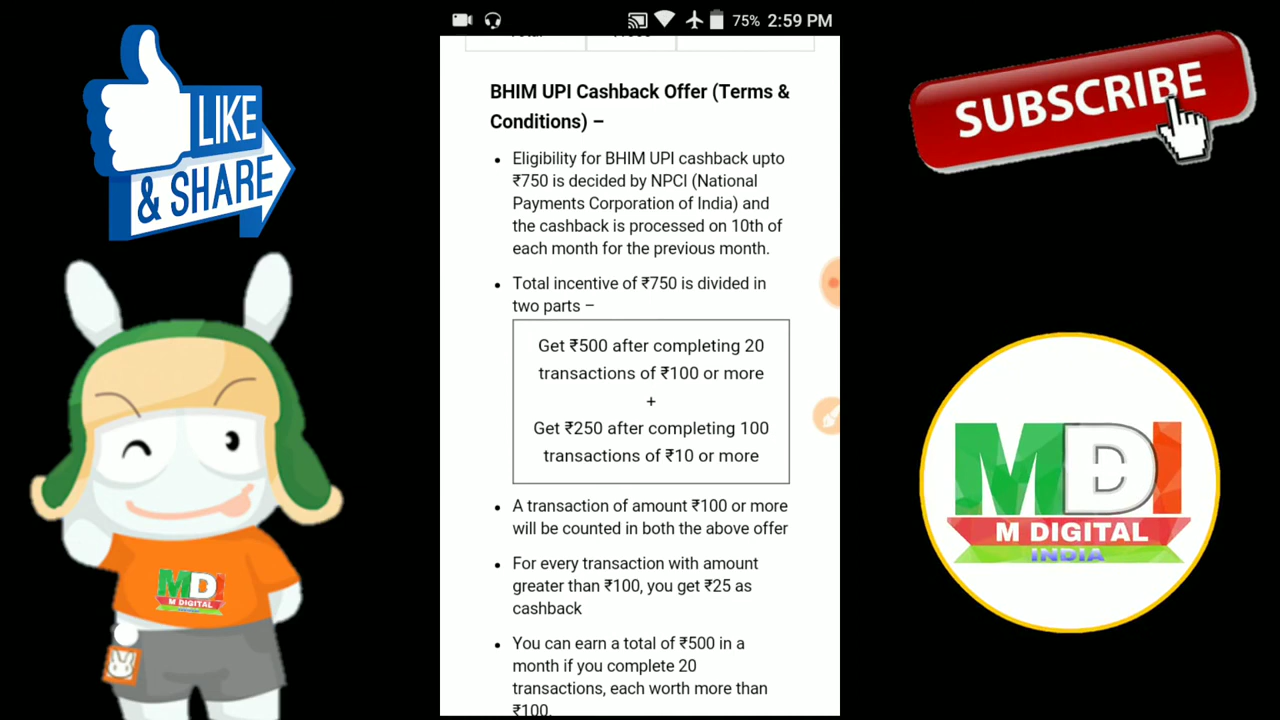 75% 2:59 PM
LIKE
& SHARE
SUBSCRIBE
BHIM UPI Cashback Offer (Terms &
Conditions) –
• Eligibility for BHIM UPI cashback upto
₹750 is decided by NPCI (National
Payments Corporation of India) and
the cashback is processed on 10th of
each month for the previous month.
• Total incentive of ₹750 is divided in
two parts –
Get ₹500 after completing 20
transactions of ₹100 or more
+
Get ₹250 after completing 100
transactions of ₹10 or more
• A transaction of amount ₹100 or more
will be counted in both the above offer
• For every transaction with amount
greater than ₹100, you get ₹25 as
cashback
• You can earn a total of ₹500 in a
month if you complete 20
transactions, each worth more than
₹100.
MDI
M DIGITAL
INDIA
MDI
M DIGITAL